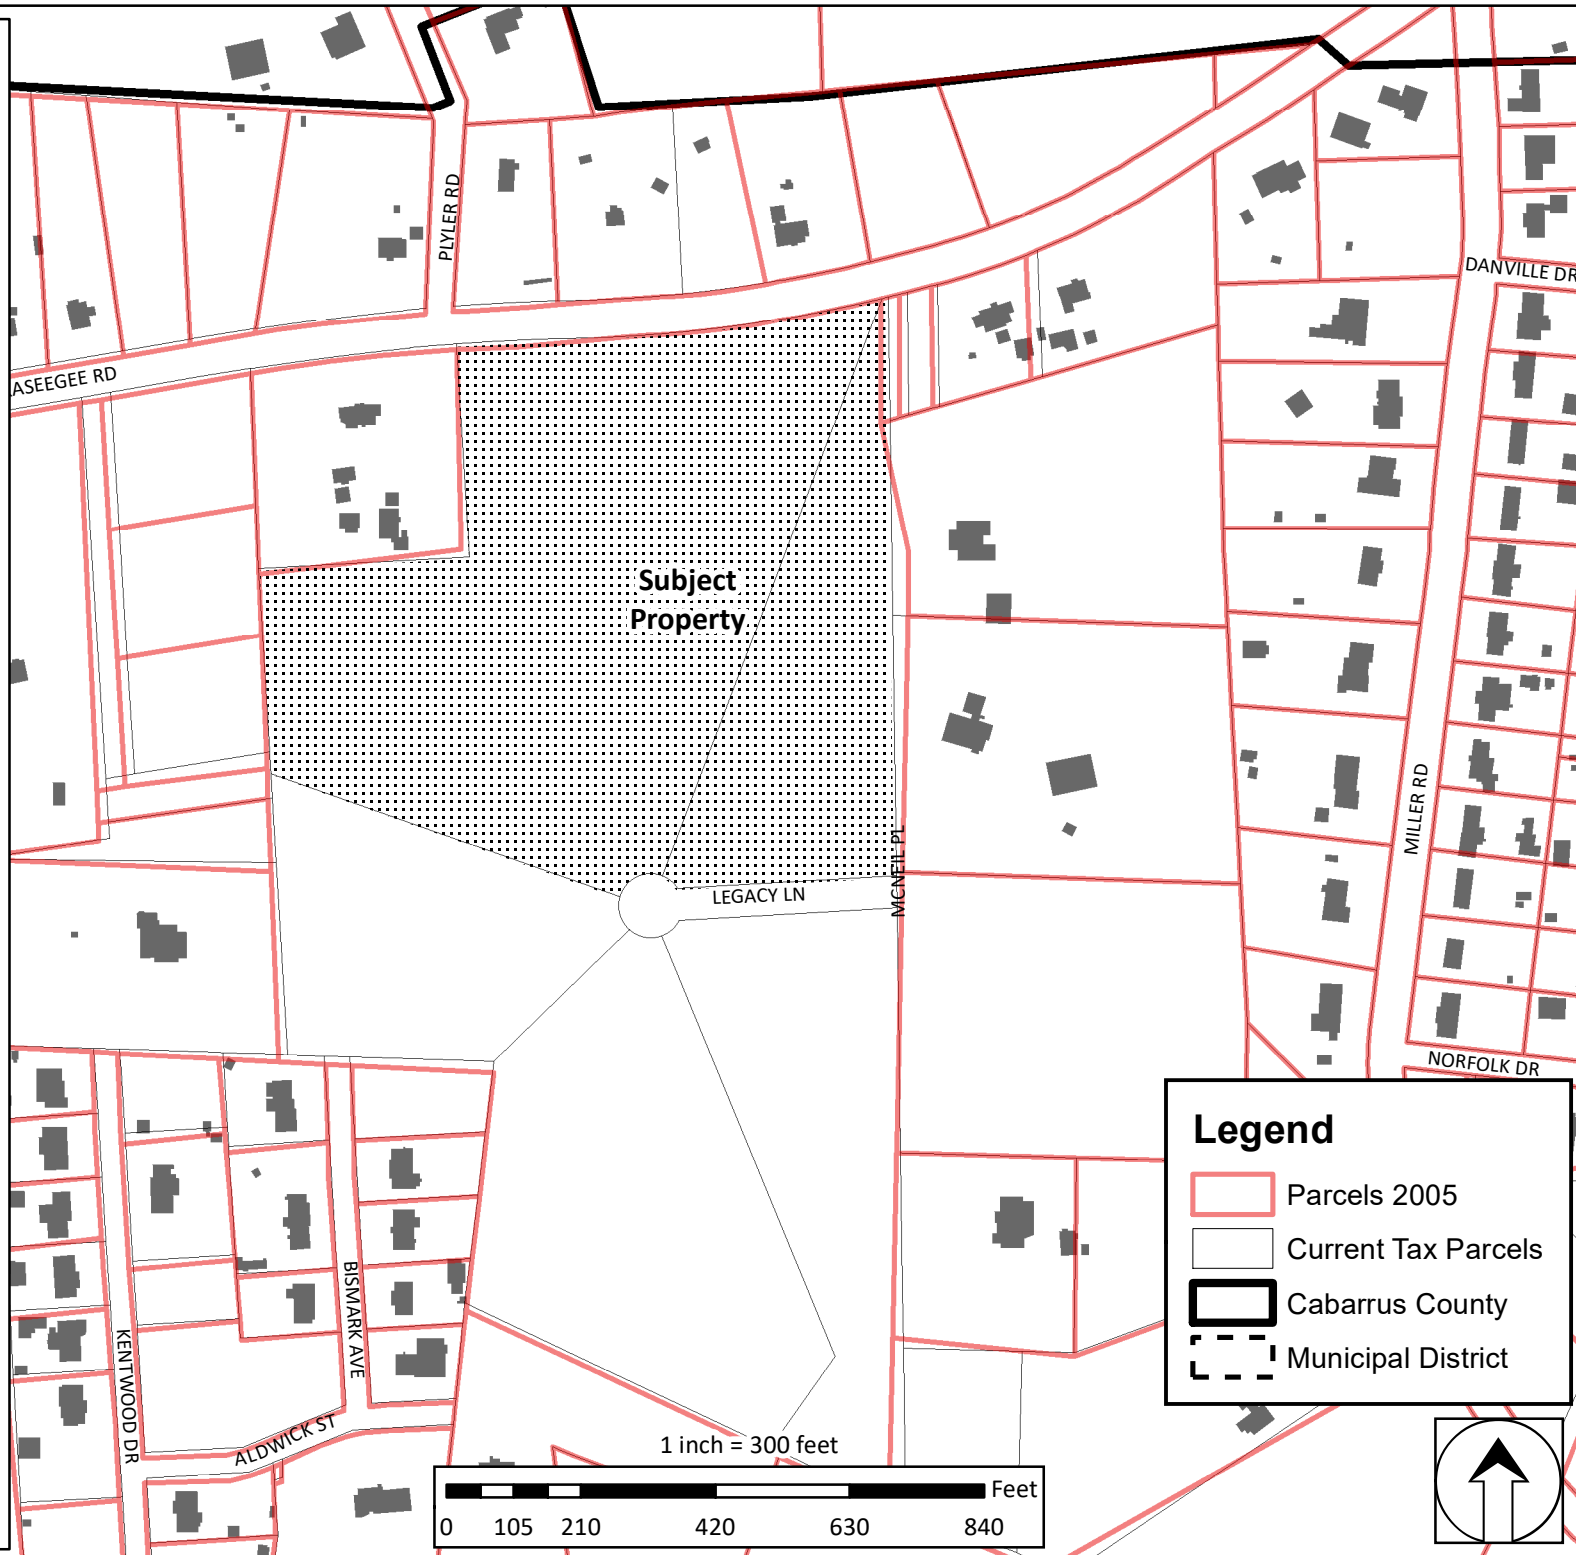 PLYLER RD
DANVILLE DR
ASEEGEE RD
Subject
Property
MILLER RD
MCNEIL PL
LEGACY LN
NORFOLK DR
Legend
Parcels 2005
Current Tax Parcels
Cabarrus County
Municipal District
BISMARK AVE
KENTWOOD DR
ALDWICK ST
1 inch = 300 feet
Feet
0 105 210 420 630 840